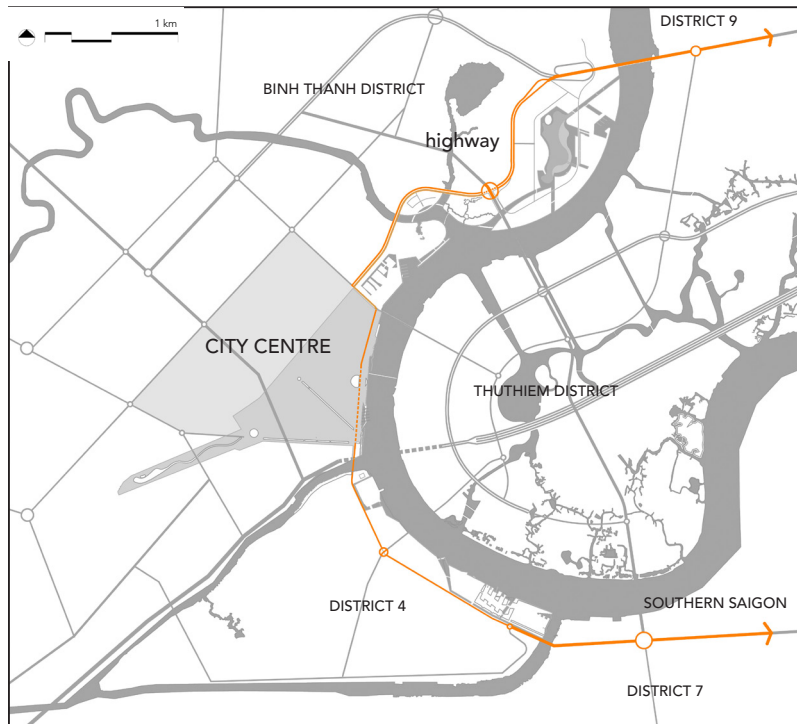 1 km
DISTRICT 9
BINH THANH DISTRICT
highway
CITY CENTRE
THUTHIEM DISTRICT
DISTRICT 4
SOUTHERN SAIGON
DISTRICT 7